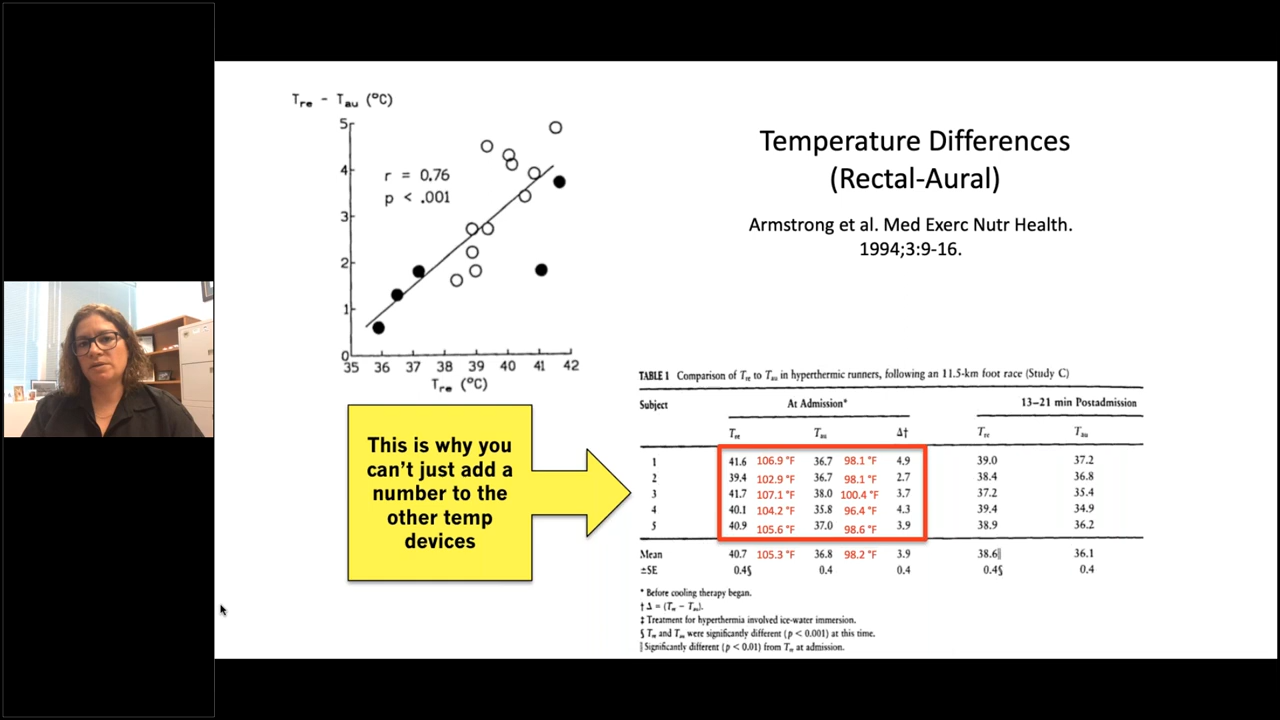 Tre - Tau (°C)
5
4
3
2
1
0
r = 0.76
p < .001
35 36 37 38 39 40 41 42
Tre (°C)
Temperature Differences
(Rectal-Aural)
Armstrong et al. Med Exerc Nutr Health.
1994;3:9-16.
This is why you
can't just add a
number to the
other temp
devices
TABLE 1 Comparison of Tre to Tau in hyperthermic runners, following an 11.5-km foot race (Study C)
Subject At Admission* 13–21 min Postadmission
Tre Tau Δ† Tre Tau
1 41.6 106.9 °F 36.7 98.1 °F 4.9 39.0 37.2
2 39.4 102.9 °F 36.7 98.1 °F 2.7 38.4 36.8
3 41.7 107.1 °F 38.0 100.4 °F 3.7 37.2 35.4
4 40.1 104.2 °F 35.8 96.4 °F 4.3 39.4 34.9
5 40.9 105.6 °F 37.0 98.6 °F 3.9 38.9 36.2
Mean 40.7 105.3 °F 36.8 98.2 °F 3.9 38.6‖ 36.1
±SE 0.4§ 0.4 0.4 0.4§ 0.4
* Before cooling therapy began.
† Δ = (Tre − Tau).
‡ Treatment for hyperthermia involved ice-water immersion.
§ Tre and Tau were significantly different (p < 0.001) at this time.
‖ Significantly different (p < 0.01) from Tre at admission.